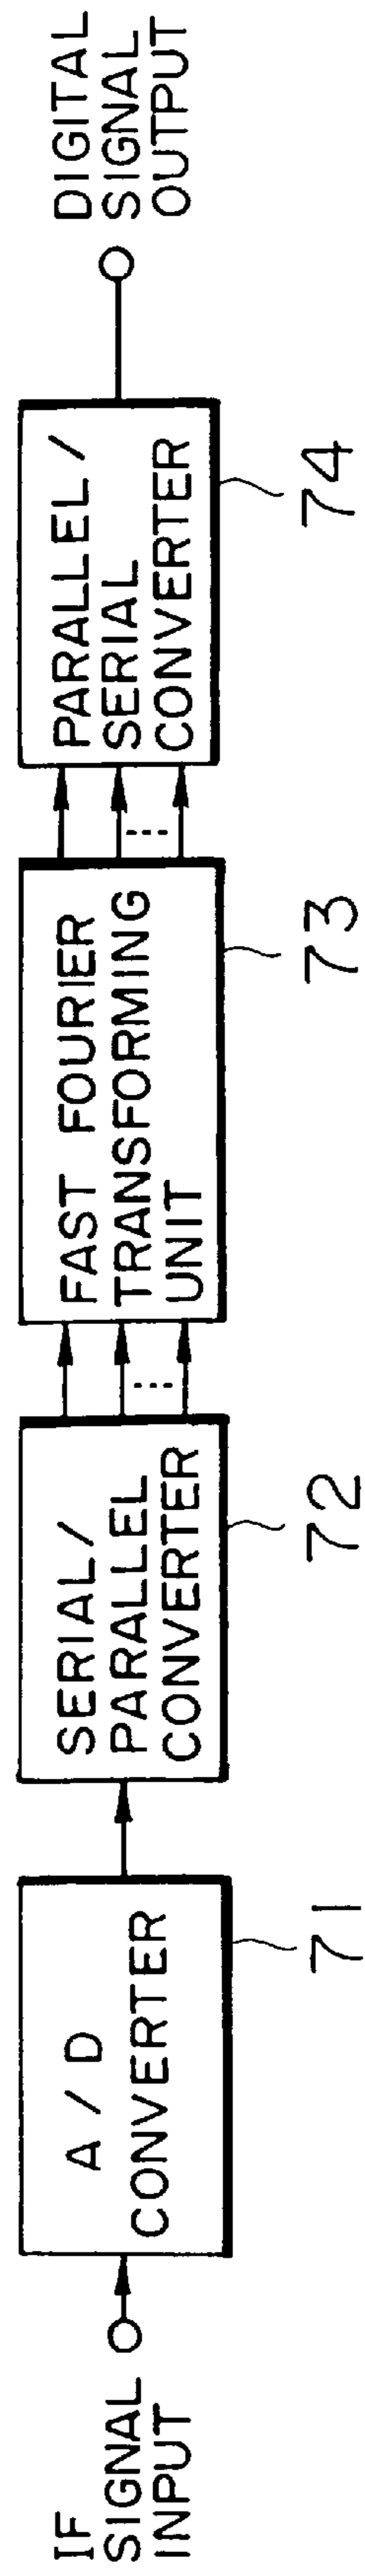 IF
SIGNAL
INPUT
A / D
CONVERTER
71
SERIAL/
PARALLEL
CONVERTER
72
FAST FOURIER
TRANSFORMING
UNIT
73
PARALLEL /
SERIAL
CONVERTER
74
DIGITAL
SIGNAL
OUTPUT